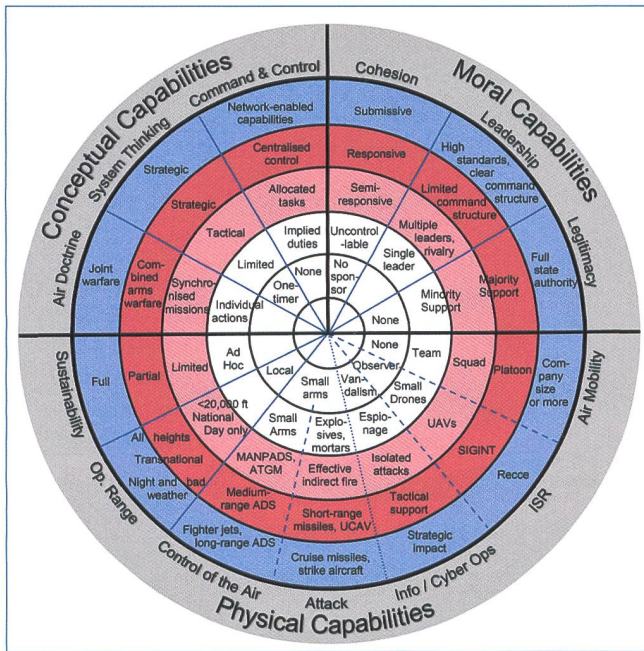 Conceptual Capabilities
Moral Capabilities
Physical Capabilities
Air Doctrine
System Thinking
Command & Control
Cohesion
Leadership
Legitimacy
Air Mobility
ISR
Info / Cyber Ops
Attack
Control of the Air
Op. Range
Sustainability
Network-enabled
capabilities
Centralised
control
Allocated
tasks
Implied
duties
None
Submissive
Responsive
Semi-
responsive
Uncontrol
-lable
No
spon-
sor
High
standards,
clear
command
structure
Limited
command
structure
Multiple
leaders,
rivalry
Single
leader
Full
state
authority
Majority
Support
Minority
Support
None
Strategic
Strategic
Tactical
Limited
One-
timer
Joint
warfare
Com-
bined
arms
warfare
Synchro-
nised
missions
Individual
actions
None
Team
Squad
Platoon
Com-
pany
size
or more
Observer
Small
Drones
UAVs
SIGINT
Recce
Van-
dalism
Espio-
nage
Isolated
attacks
Tactical
support
Strategic
impact
Small
arms
Explo-
sives,
mortars
Effective
indirect fire
Short-range
missiles, UCAV
Cruise missiles,
strike aircraft
Small
Arms
MANPADS,
ATGM
Medium-
range ADS
Fighter jets,
long-range ADS
Local
<20,000 ft
National
Day only
All heights
Transnational
Night and bad
weather
Ad
Hoc
Limited
Partial
Full